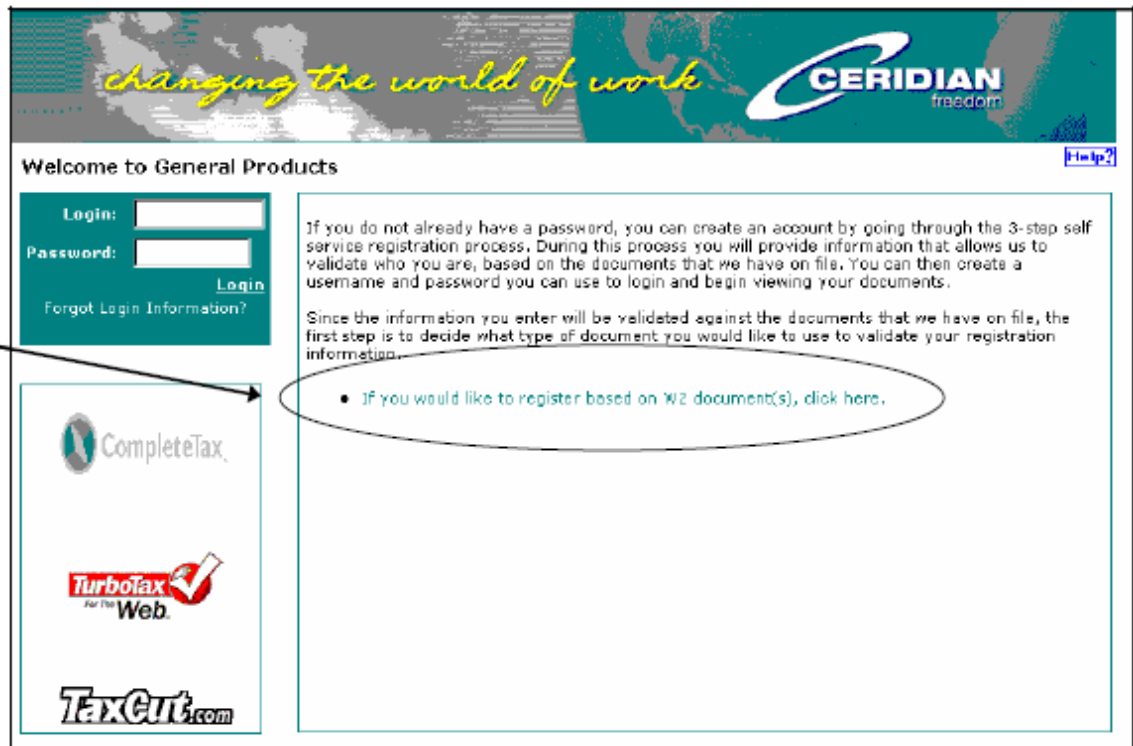 changing the world of work
CERIDIAN
freedom
Welcome to General Products
Help?
Login:
Password:
Login
Forgot Login Information?
If you do not already have a password, you can create an account by going through the 3-step self
service registration process. During this process you will provide information that allows us to
validate who you are, based on the documents that we have on file. You can then create a
username and password you can use to login and begin viewing your documents.
Since the information you enter will be validated against the documents that we have on file, the
first step is to decide what type of document you would like to use to validate your registration
information.
• If you would like to register based on W2 document(s), click here.
CompleteTax
TurboTax
For The Web.
TaxCut.com